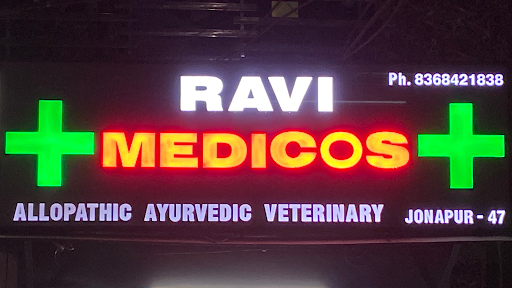 RAVI
Ph. 8368421838
MEDICOS
ALLOPATHIC AYURVEDIC VETERINARY JONAPUR - 47